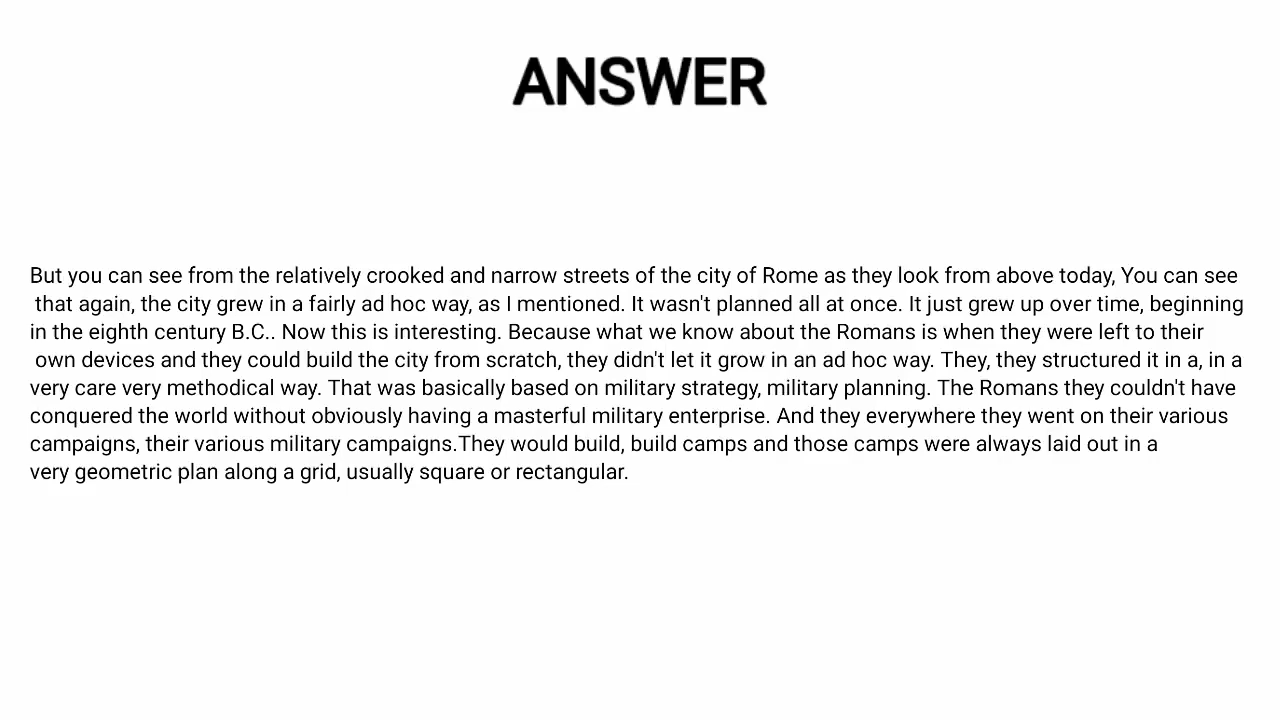 ANSWER
But you can see from the relatively crooked and narrow streets of the city of Rome as they look from above today, You can see
that again, the city grew in a fairly ad hoc way, as I mentioned. It wasn't planned all at once. It just grew up over time, beginning
in the eighth century B.C.. Now this is interesting. Because what we know about the Romans is when they were left to their
own devices and they could build the city from scratch, they didn't let it grow in an ad hoc way. They, they structured it in a, in a
very care very methodical way. That was basically based on military strategy, military planning. The Romans they couldn't have
conquered the world without obviously having a masterful military enterprise. And they everywhere they went on their various
campaigns, their various military campaigns.They would build, build camps and those camps were always laid out in a
very geometric plan along a grid, usually square or rectangular.